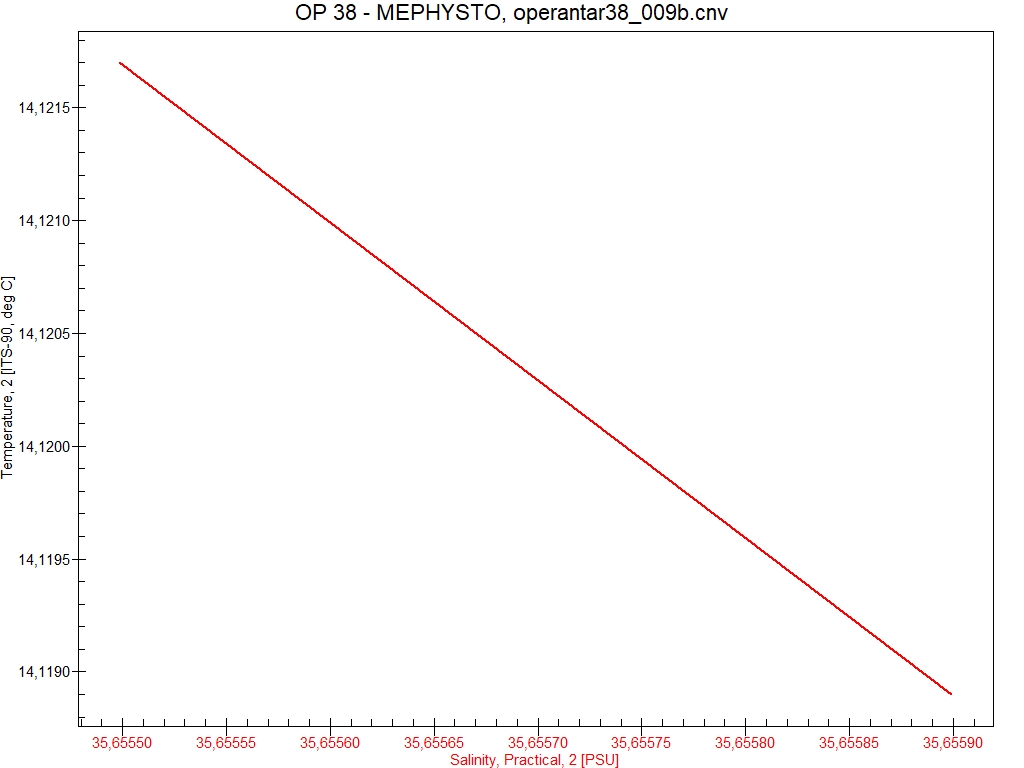 OP 38 - MEPHYSTO, operantar38_009b.cnv
Temperature, 2 [ITS-90, deg C]
14,1215
14,1210
14,1205
14,1200
14,1195
14,1190
35,65550 35,65555 35,65560 35,65565 35,65570 35,65575 35,65580 35,65585 35,65590
Salinity, Practical, 2 [PSU]